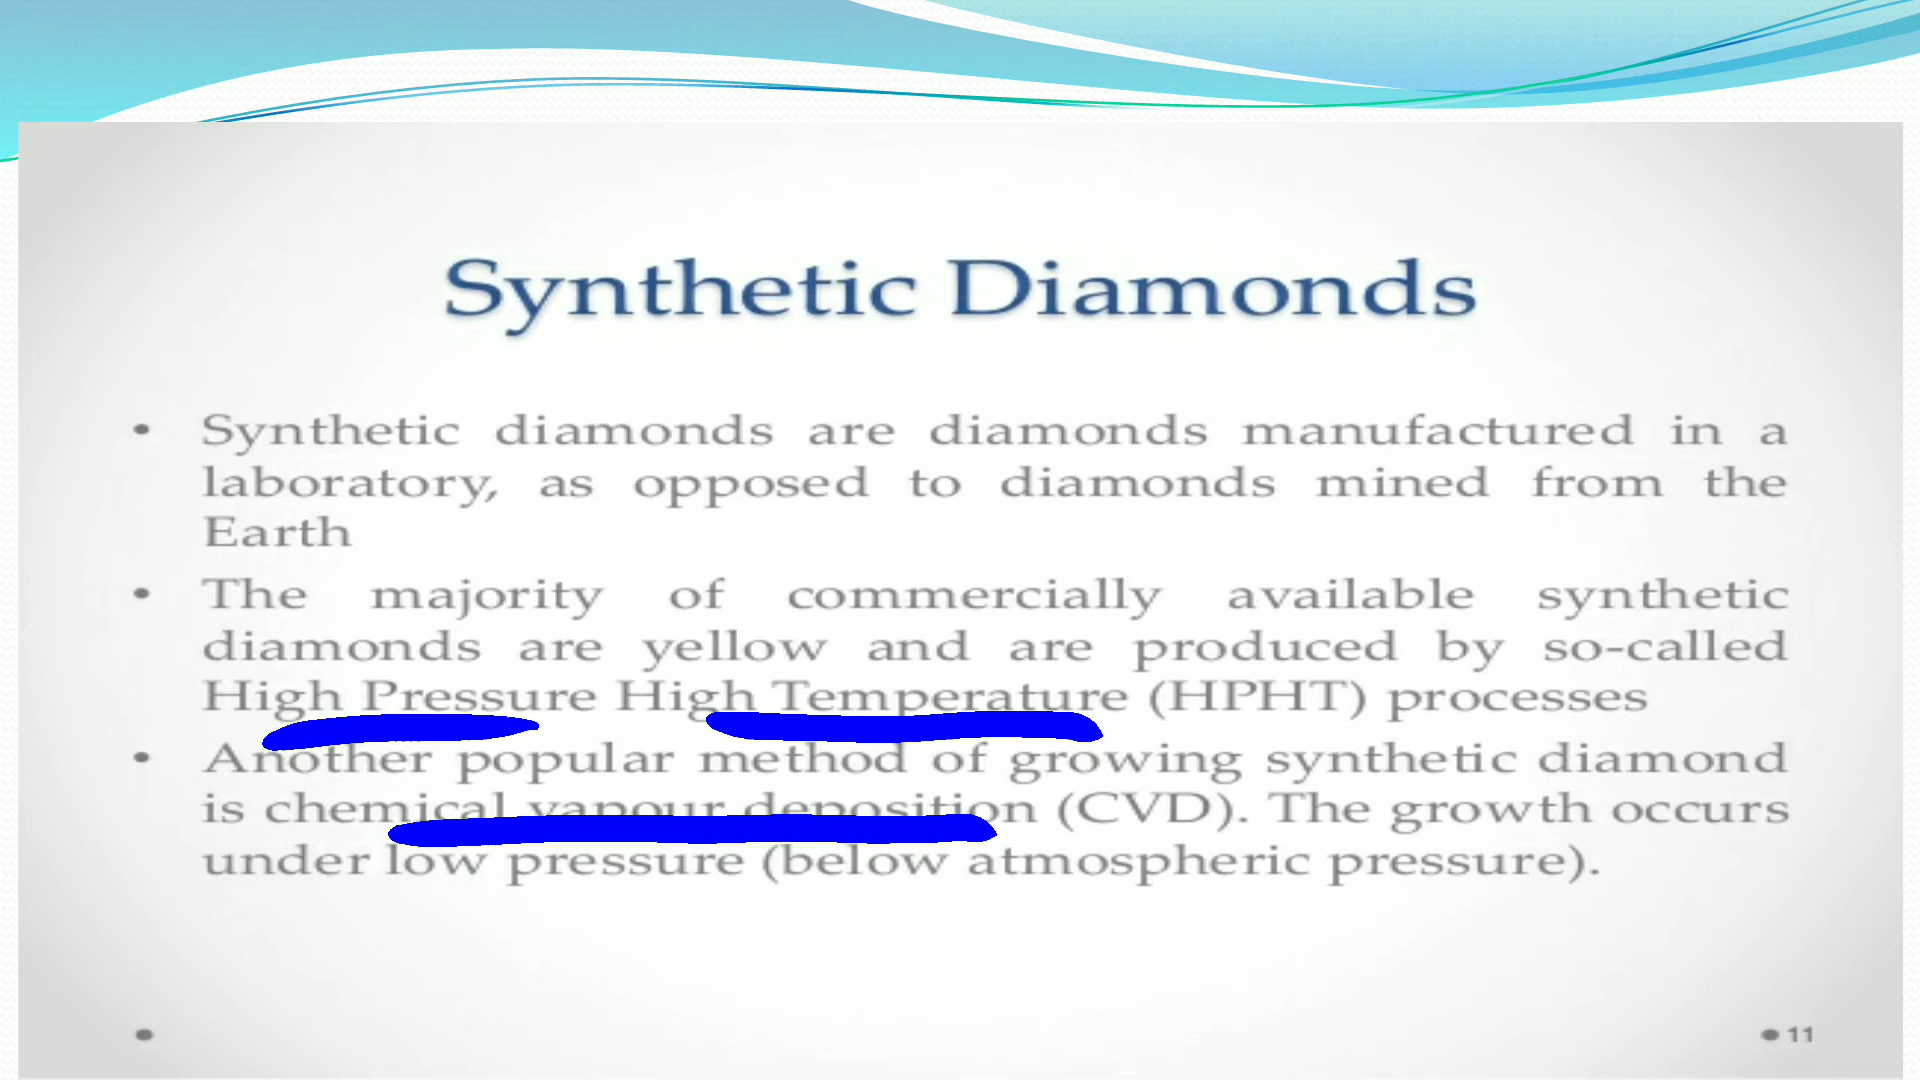 Synthetic Diamonds
• Synthetic diamonds are diamonds manufactured in a
laboratory, as opposed to diamonds mined from the
Earth
• The majority of commercially available synthetic
diamonds are yellow and are produced by so-called
High Pressure High Temperature (HPHT) processes
• Another popular method of growing synthetic diamond
is chemical vapour deposition (CVD). The growth occurs
under low pressure (below atmospheric pressure).
• 11